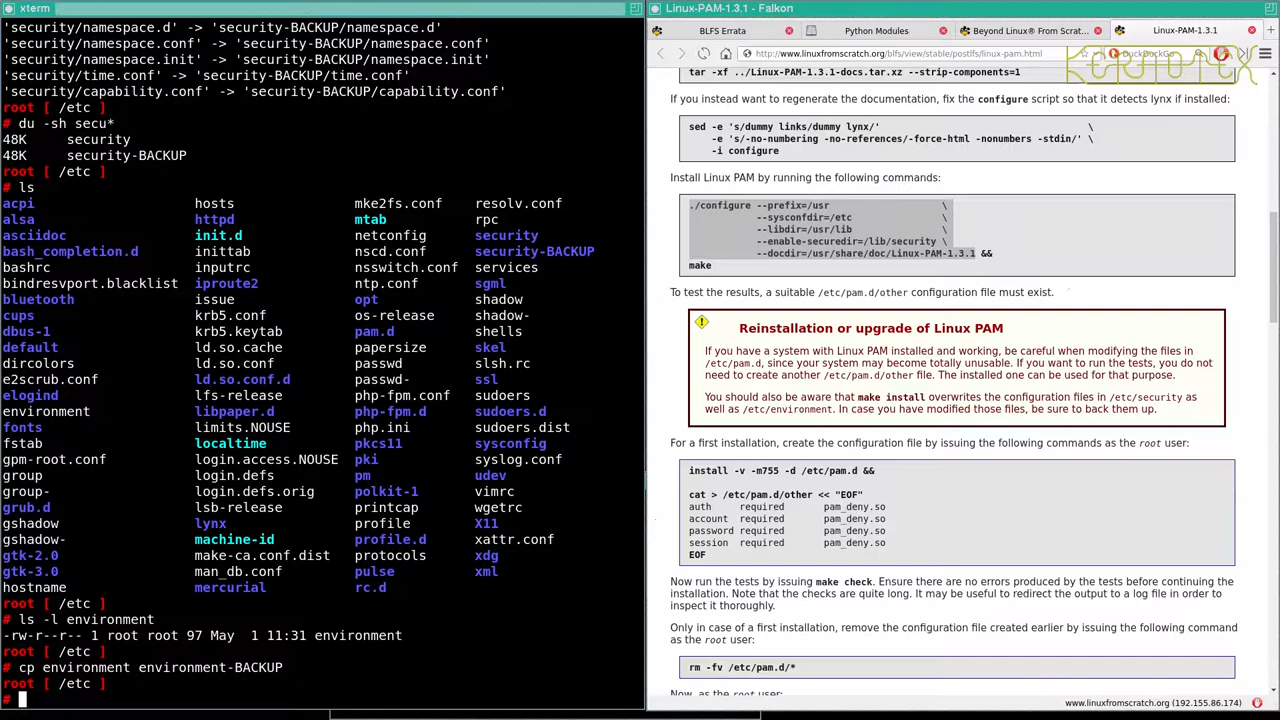 xterm
'security/namespace.d' -> 'security-BACKUP/namespace.d'
'security/namespace.conf' -> 'security-BACKUP/namespace.conf'
'security/namespace.init' -> 'security-BACKUP/namespace.init'
'security/time.conf' -> 'security-BACKUP/time.conf'
'security/capability.conf' -> 'security-BACKUP/capability.conf'
root [ /etc ]
# du -sh secu*
48K security
48K security-BACKUP
root [ /etc ]
# ls
acpi hosts mke2fs.conf resolv.conf
alsa httpd mtab rpc
asciidoc init.d netconfig security
bash_completion.d inittab nscd.conf security-BACKUP
bashrc inputrc nsswitch.conf services
bindresvport.blacklist iproute2 ntp.conf sgml
bluetooth issue opt shadow
cups krb5.conf os-release shadow-
dbus-1 krb5.keytab pam.d shells
default ld.so.cache papersize skel
dircolors ld.so.conf passwd slsh.rc
e2scrub.conf ld.so.conf.d passwd- ssl
elogind lfs-release php-fpm.conf sudoers
environment libpaper.d php-fpm.d sudoers.d
fonts limits.NOUSE php.ini sudoers.dist
fstab localtime pkcs11 sysconfig
gpm-root.conf login.access.NOUSE pki syslog.conf
group login.defs pm udev
group- login.defs.orig polkit-1 vimrc
grub.d lsb-release printcap wgetrc
gshadow lynx profile X11
gshadow- machine-id profile.d xattr.conf
gtk-2.0 make-ca.conf.dist protocols xdg
gtk-3.0 man_db.conf pulse xml
hostname mercurial rc.d
root [ /etc ]
# ls -l environment
-rw-r--r-- 1 root root 97 May  1 11:31 environment
root [ /etc ]
# cp environment environment-BACKUP
root [ /etc ]
#
Linux-PAM-1.3.1 - Falkon
BLFS Errata
Python Modules
Beyond Linux® From Scrat...
Linux-PAM-1.3.1
http://www.linuxfromscratch.org/blfs/view/stable/postlfs/linux-pam.html
DuckDuckGo
tar -xf ../Linux-PAM-1.3.1-docs.tar.xz --strip-components=1
If you instead want to regenerate the documentation, fix the configure script so that it detects lynx if installed:
sed -e 's/dummy links/dummy lynx/' \
-e 's/-no-numbering -no-references/-force-html -nonumbers -stdin/' \
-i configure
Install Linux PAM by running the following commands:
./configure --prefix=/usr \
--sysconfdir=/etc \
--libdir=/usr/lib \
--enable-securedir=/lib/security \
--docdir=/usr/share/doc/Linux-PAM-1.3.1 &&
make
To test the results, a suitable /etc/pam.d/other configuration file must exist.
Reinstallation or upgrade of Linux PAM
If you have a system with Linux PAM installed and working, be careful when modifying the files in
/etc/pam.d, since your system may become totally unusable. If you want to run the tests, you do not
need to create another /etc/pam.d/other file. The installed one can be used for that purpose.
You should also be aware that make install overwrites the configuration files in /etc/security as
well as /etc/environment. In case you have modified those files, be sure to back them up.
For a first installation, create the configuration file by issuing the following commands as the root user:
install -v -m755 -d /etc/pam.d &&
cat > /etc/pam.d/other << "EOF"
auth required pam_deny.so
account required pam_deny.so
password required pam_deny.so
session required pam_deny.so
EOF
Now run the tests by issuing make check. Ensure there are no errors produced by the tests before continuing the
installation. Note that the checks are quite long. It may be useful to redirect the output to a log file in order to
inspect it thoroughly.
Only in case of a first installation, remove the configuration file created earlier by issuing the following command
as the root user:
rm -fv /etc/pam.d/*
Now, as the root user:
www.linuxfromscratch.org (192.155.86.174)